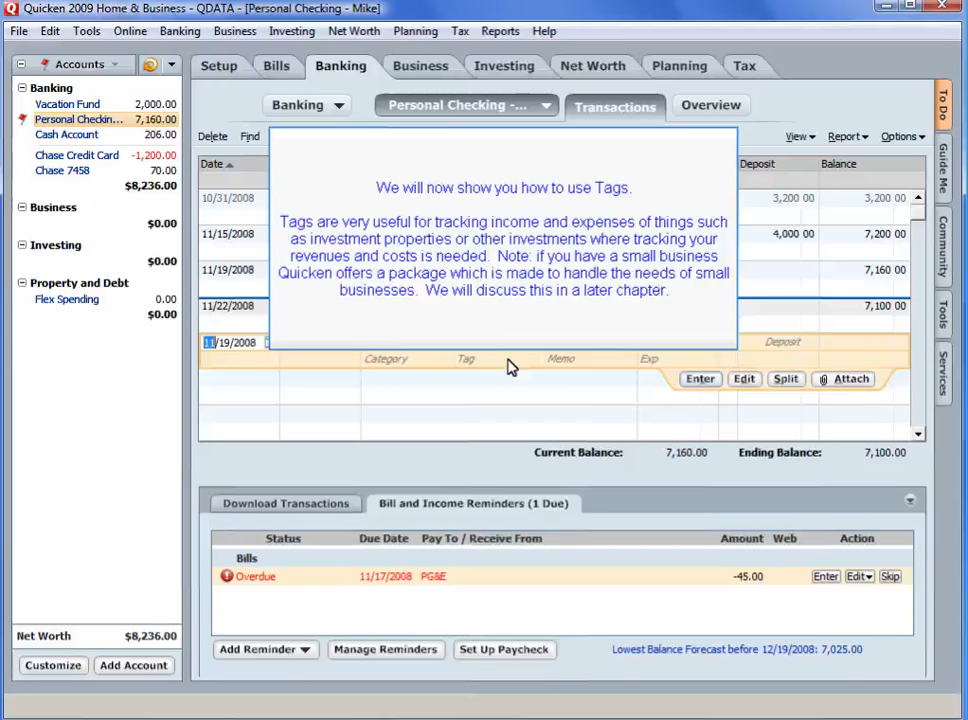 Quicken 2009 Home & Business - QDATA - [Personal Checking - Mike]
File Edit Tools Online Banking Business Investing Net Worth Planning Tax Reports Help
Accounts
Setup Bills Banking Business Investing Net Worth Planning Tax
Banking
Vacation Fund 2,000.00
Personal Checkin... 7,160.00
Cash Account 206.00
Chase Credit Card -1,200.00
Chase 7458 70.00
$8,236.00
Business
$0.00
Investing
$0.00
Property and Debt
Flex Spending 0.00
$0.00
Net Worth $8,236.00
Customize Add Account
Banking Personal Checking -... Transactions Overview
Delete Find View Report Options
Date Deposit Balance
10/31/2008 3,200 00 3,200 00
11/15/2008 4,000 00 7,200 00
11/19/2008 7,160 00
11/22/2008 7,100 00
11/19/2008 Deposit
Category Tag Memo Exp
Enter Edit Split Attach
We will now show you how to use Tags.
Tags are very useful for tracking income and expenses of things such
as investment properties or other investments where tracking your
revenues and costs is needed. Note: if you have a small business
Quicken offers a package which is made to handle the needs of small
businesses. We will discuss this in a later chapter.
Current Balance: 7,160.00 Ending Balance: 7,100.00
Download Transactions Bill and Income Reminders (1 Due)
Status Due Date Pay To / Receive From Amount Web Action
Bills
Overdue 11/17/2008 PG&E -45.00 Enter Edit Skip
Add Reminder Manage Reminders Set Up Paycheck Lowest Balance Forecast before 12/19/2008: 7,025.00
To Do
Guide Me
Community
Tools
Services